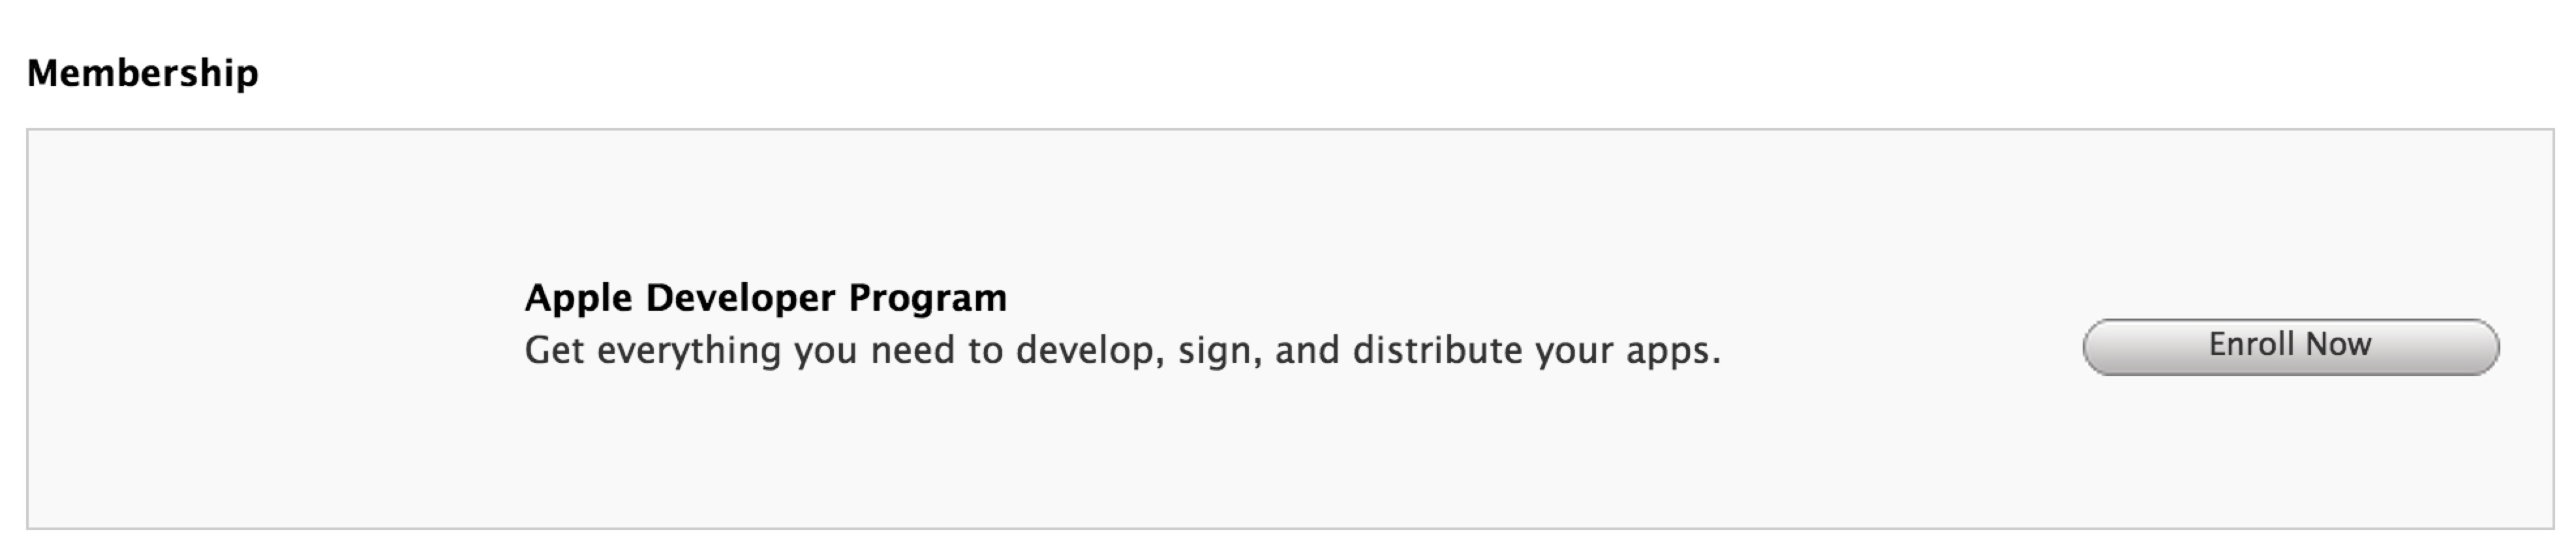 Membership
Apple Developer Program
Get everything you need to develop, sign, and distribute your apps.
Enroll Now